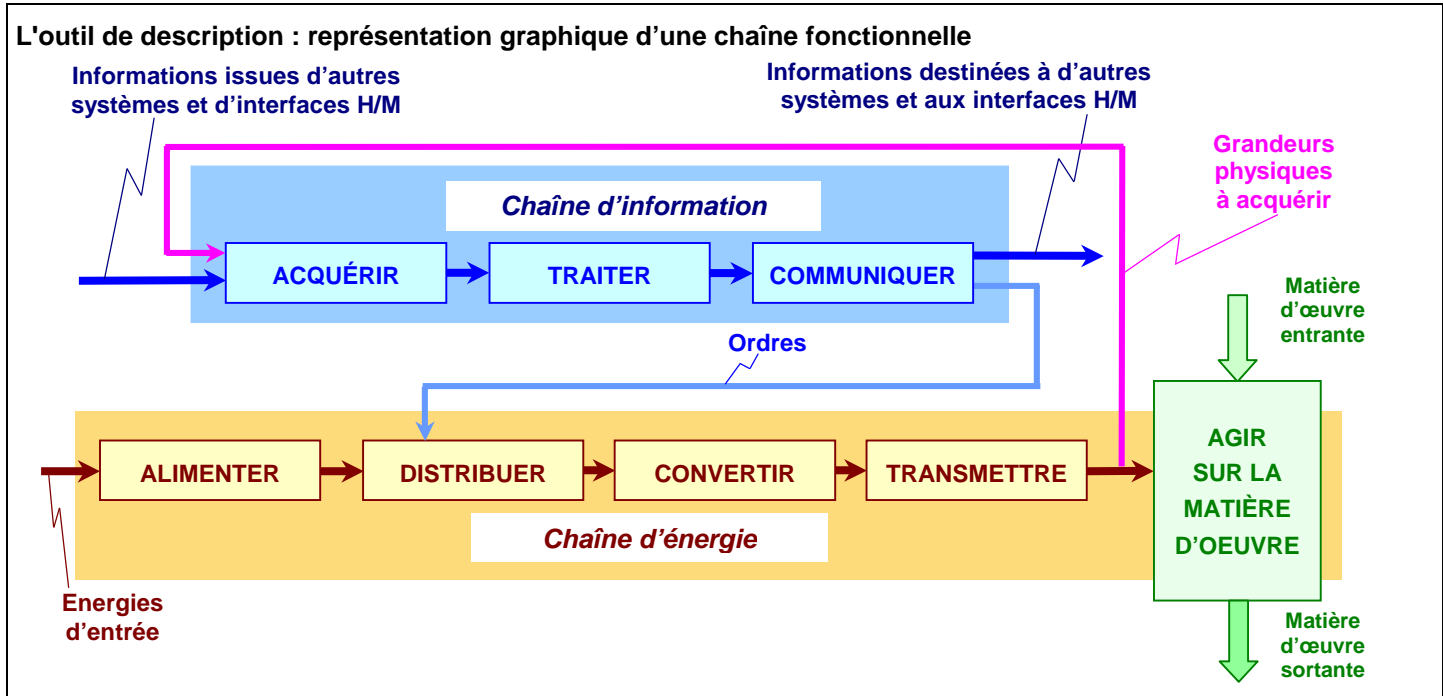 L'outil de description : représentation graphique d’une chaîne fonctionnelle
Informations issues d’autres
systèmes et d’interfaces H/M
Informations destinées à d’autres
systèmes et aux interfaces H/M
Grandeurs
physiques
à acquérir
Chaîne d’information
ACQUÉRIR
TRAITER
COMMUNIQUER
Matière
d’œuvre
entrante
Ordres
ALIMENTER
DISTRIBUER
CONVERTIR
TRANSMETTRE
AGIR
SUR LA
MATIÈRE
D’OEUVRE
Chaîne d’énergie
Energies
d’entrée
Matière
d’œuvre
sortante